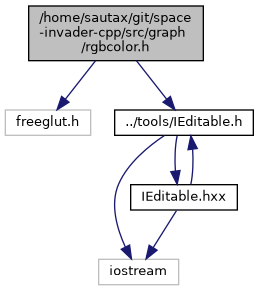 /home/sautax/git/space
-invader-cpp/src/graph
/rgbcolor.h
freeglut.h
../tools/IEditable.h
IEditable.hxx
iostream